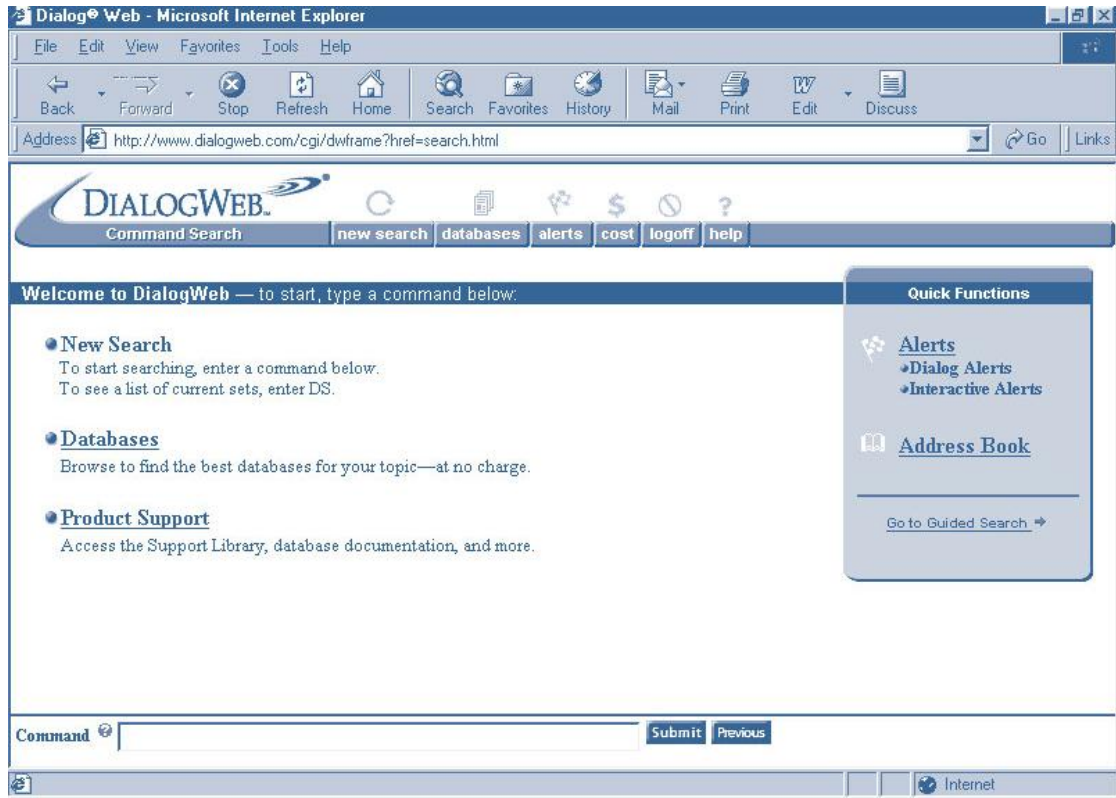 Dialog® Web - Microsoft Internet Explorer
File Edit View Favorites Tools Help
Back Forward Stop Refresh Home Search Favorites History Mail Print Edit Discuss
Address http://www.dialogweb.com/cgi/dwframe?href=search.html Go Links
DIALOGWEB™
Command Search new search databases alerts cost logoff help
Welcome to DialogWeb — to start, type a command below:
New Search
To start searching, enter a command below.
To see a list of current sets, enter DS.
Databases
Browse to find the best databases for your topic—at no charge.
Product Support
Access the Support Library, database documentation, and more.
Quick Functions
Alerts
Dialog Alerts
Interactive Alerts
Address Book
Go to Guided Search
Command Submit Previous
Internet